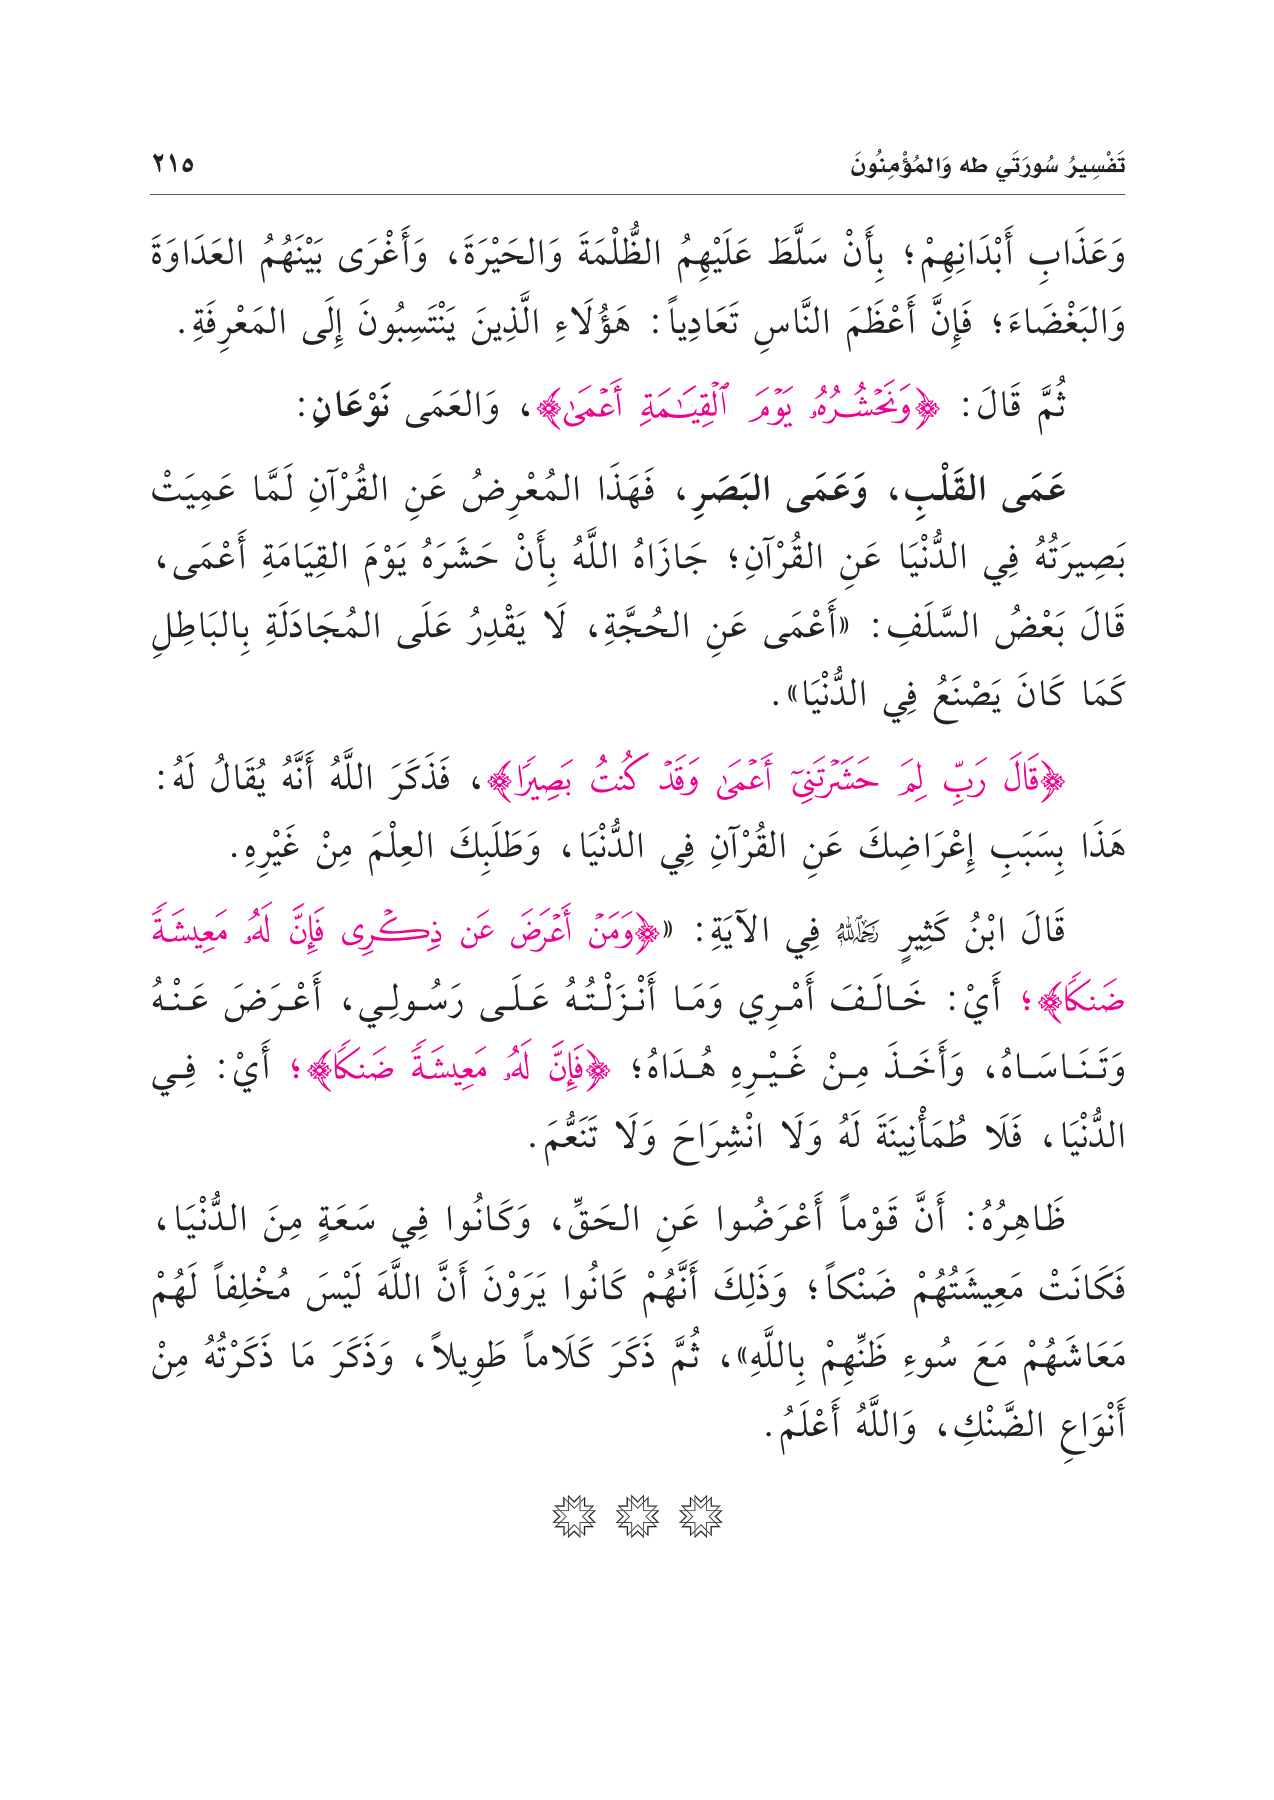 تَفْسِيرُ سُورَتَي طه وَالمُؤْمِنُونَ ٢١٥
وَعَذَابِ أَبْدَانِهِمْ؛ بِأَنْ سَلَّطَ عَلَيْهِمُ الظُّلْمَةَ وَالحَيْرَةَ، وَأَغْرَى بَيْنَهُمُ العَدَاوَةَ
وَالبَغْضَاءَ؛ فَإِنَّ أَعْظَمَ النَّاسِ تَعَادِياً: هَؤُلَاءِ الَّذِينَ يَنْتَسِبُونَ إِلَى المَعْرِفَةِ.
ثُمَّ قَالَ: ﴿وَنَحۡشُرُهُۥ يَوۡمَ ٱلۡقِيَٰمَةِ أَعۡمَىٰ﴾، وَالعَمَى نَوْعَانِ:
عَمَى القَلْبِ، وَعَمَى البَصَرِ، فَهَذَا المُعْرِضُ عَنِ القُرْآنِ لَمَّا عَمِيَتْ
بَصِيرَتُهُ فِي الدُّنْيَا عَنِ القُرْآنِ؛ جَازَاهُ اللَّهُ بِأَنْ حَشَرَهُ يَوْمَ القِيَامَةِ أَعْمَى،
قَالَ بَعْضُ السَّلَفِ: «أَعْمَى عَنِ الحُجَّةِ، لَا يَقْدِرُ عَلَى المُجَادَلَةِ بِالبَاطِلِ
كَمَا كَانَ يَصْنَعُ فِي الدُّنْيَا».
﴿قَالَ رَبِّ لِمَ حَشَرۡتَنِيٓ أَعۡمَىٰ وَقَدۡ كُنتُ بَصِيرٗا﴾، فَذَكَرَ اللَّهُ أَنَّهُ يُقَالُ لَهُ:
هَذَا بِسَبَبِ إِعْرَاضِكَ عَنِ القُرْآنِ فِي الدُّنْيَا، وَطَلَبِكَ العِلْمَ مِنْ غَيْرِهِ.
قَالَ ابْنُ كَثِيرٍ رَحِمَهُ اللَّهُ فِي الآيَةِ: «﴿وَمَنۡ أَعۡرَضَ عَن ذِكۡرِى فَإِنَّ لَهُۥ مَعِيشَةٗ
ضَنكٗا﴾؛ أَيْ: خَالَفَ أَمْرِي وَمَا أَنْزَلْتُهُ عَلَى رَسُولِي، أَعْرَضَ عَنْهُ
وَتَنَاسَاهُ، وَأَخَذَ مِنْ غَيْرِهِ هُدَاهُ؛ ﴿فَإِنَّ لَهُۥ مَعِيشَةٗ ضَنكٗا﴾؛ أَيْ: فِي
الدُّنْيَا، فَلَا طُمَأْنِينَةَ لَهُ وَلَا انْشِرَاحَ وَلَا تَنَعُّمَ.
ظَاهِرُهُ: أَنَّ قَوْماً أَعْرَضُوا عَنِ الحَقِّ، وَكَانُوا فِي سَعَةٍ مِنَ الدُّنْيَا،
فَكَانَتْ مَعِيشَتُهُمْ ضَنْكاً؛ وَذَلِكَ أَنَّهُمْ كَانُوا يَرَوْنَ أَنَّ اللَّهَ لَيْسَ مُخْلِفاً لَهُمْ
مَعَاشَهُمْ مَعَ سُوءِ ظَنِّهِمْ بِاللَّهِ»، ثُمَّ ذَكَرَ كَلَاماً طَوِيلاً، وَذَكَرَ مَا ذَكَرْتُهُ مِنْ
أَنْوَاعِ الضَّنْكِ، وَاللَّهُ أَعْلَمُ.